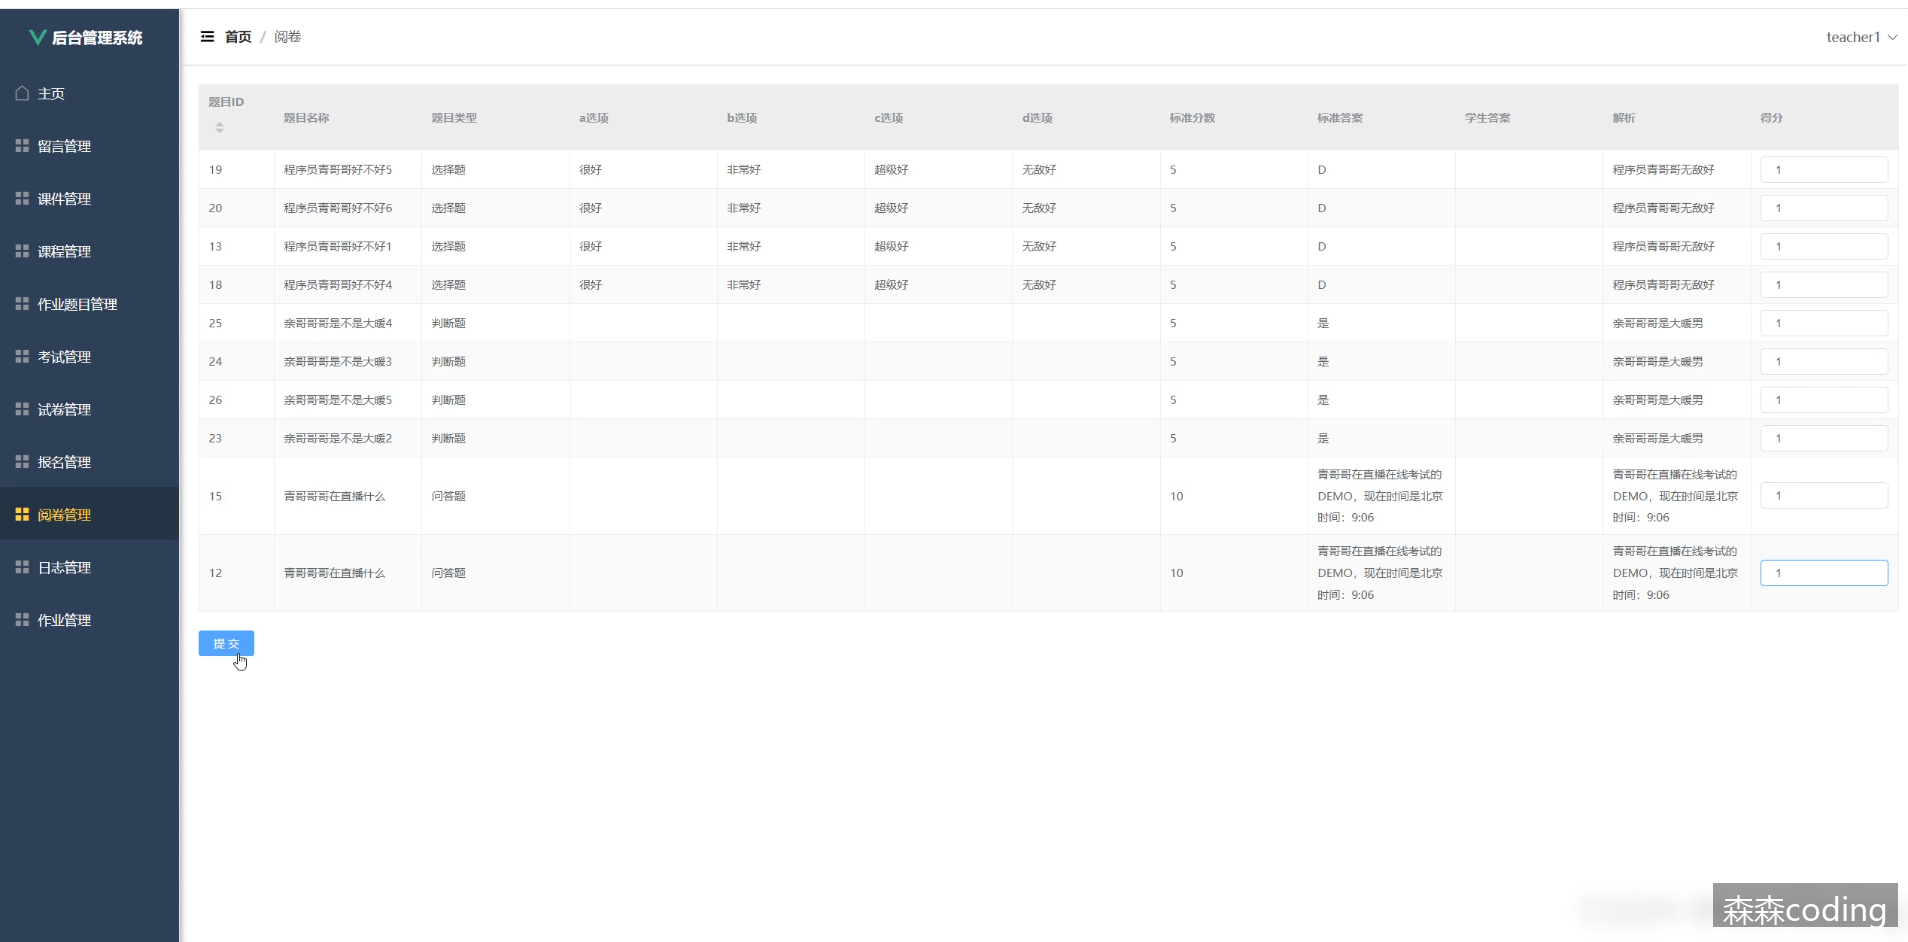 后台管理系统
首页 / 阅卷
teacher1
主页
留言管理
课件管理
课程管理
作业题目管理
考试管理
试卷管理
报名管理
阅卷管理
日志管理
作业管理
题目ID 题目名称 题目类型 a选项 b选项 c选项 d选项 标准分数 标准答案 学生答案 解析 得分
19 程序员青哥哥好不好5 选择题 很好 非常好 超级好 无敌好 5 D 程序员青哥哥无敌好 1
20 程序员青哥哥好不好6 选择题 很好 非常好 超级好 无敌好 5 D 程序员青哥哥无敌好 1
13 程序员青哥哥好不好1 选择题 很好 非常好 超级好 无敌好 5 D 程序员青哥哥无敌好 1
18 程序员青哥哥好不好4 选择题 很好 非常好 超级好 无敌好 5 D 程序员青哥哥无敌好 1
25 亲哥哥哥是不是大暖4 判断题 5 是 亲哥哥哥是大暖男 1
24 亲哥哥哥是不是大暖3 判断题 5 是 亲哥哥哥是大暖男 1
26 亲哥哥哥是不是大暖5 判断题 5 是 亲哥哥哥是大暖男 1
23 亲哥哥哥是不是大暖2 判断题 5 是 亲哥哥哥是大暖男 1
15 青哥哥哥在直播什么 问答题 10
青哥哥在直播在线考试的
DEMO，现在时间是北京
时间：9:06
青哥哥在直播在线考试的
DEMO，现在时间是北京
时间：9:06
1
12 青哥哥哥在直播什么 问答题 10
青哥哥在直播在线考试的
DEMO，现在时间是北京
时间：9:06
青哥哥在直播在线考试的
DEMO，现在时间是北京
时间：9:06
1
提交
森森coding